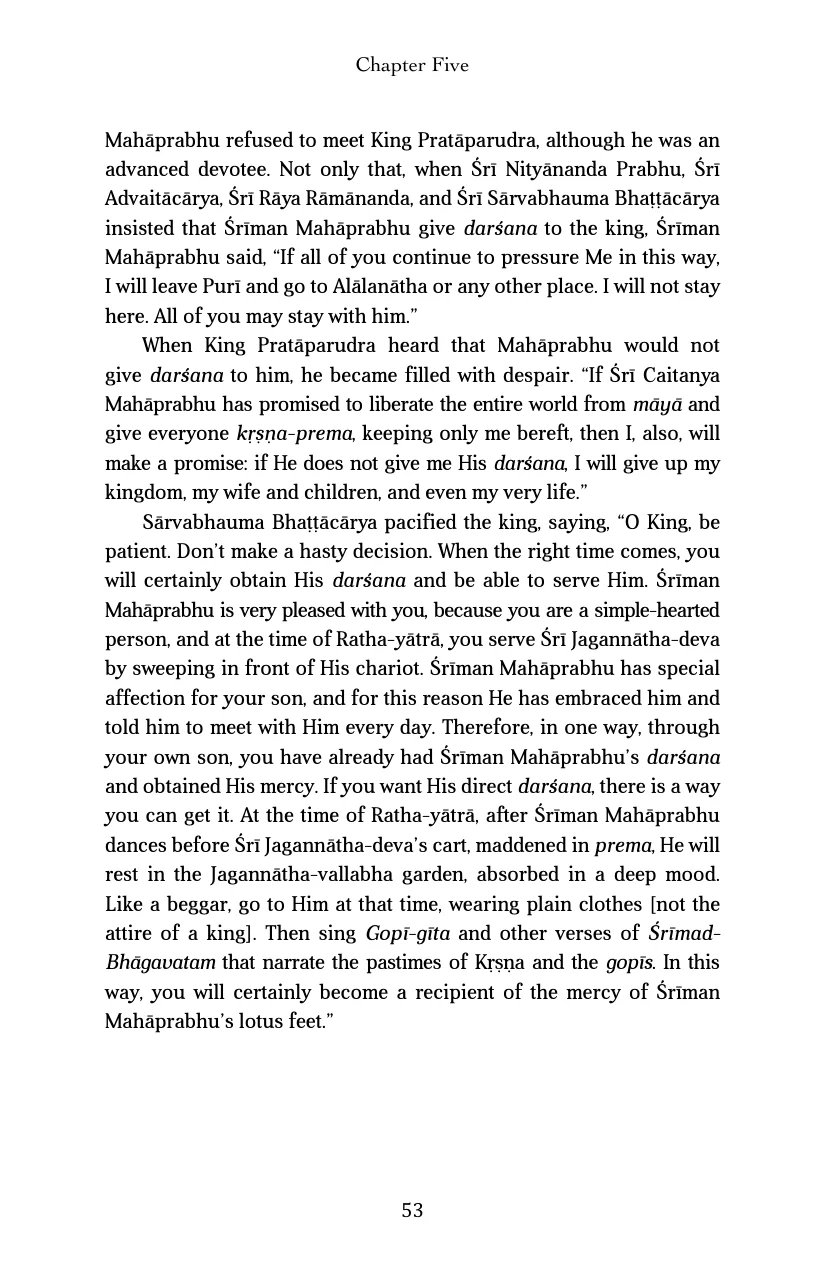 Chapter Five
Mahāprabhu refused to meet King Pratāparudra, although he was an
advanced devotee. Not only that, when Śrī Nityānanda Prabhu, Śrī
Advaitācārya, Śrī Rāya Rāmānanda, and Śrī Sārvabhauma Bhaṭṭācārya
insisted that Śrīman Mahāprabhu give darśana to the king, Śrīman
Mahāprabhu said, “If all of you continue to pressure Me in this way,
I will leave Purī and go to Alālanātha or any other place. I will not stay
here. All of you may stay with him.”
When King Pratāparudra heard that Mahāprabhu would not
give darśana to him, he became filled with despair. “If Śrī Caitanya
Mahāprabhu has promised to liberate the entire world from māyā and
give everyone kṛṣṇa-prema, keeping only me bereft, then I, also, will
make a promise: if He does not give me His darśana, I will give up my
kingdom, my wife and children, and even my very life.”
Sārvabhauma Bhaṭṭācārya pacified the king, saying, “O King, be
patient. Don’t make a hasty decision. When the right time comes, you
will certainly obtain His darśana and be able to serve Him. Śrīman
Mahāprabhu is very pleased with you, because you are a simple-hearted
person, and at the time of Ratha-yātrā, you serve Śrī Jagannātha-deva
by sweeping in front of His chariot. Śrīman Mahāprabhu has special
affection for your son, and for this reason He has embraced him and
told him to meet with Him every day. Therefore, in one way, through
your own son, you have already had Śrīman Mahāprabhu’s darśana
and obtained His mercy. If you want His direct darśana, there is a way
you can get it. At the time of Ratha-yātrā, after Śrīman Mahāprabhu
dances before Śrī Jagannātha-deva’s cart, maddened in prema, He will
rest in the Jagannātha-vallabha garden, absorbed in a deep mood.
Like a beggar, go to Him at that time, wearing plain clothes [not the
attire of a king]. Then sing Gopī-gīta and other verses of Śrīmad-
Bhāgavatam that narrate the pastimes of Kṛṣṇa and the gopīs. In this
way, you will certainly become a recipient of the mercy of Śrīman
Mahāprabhu’s lotus feet.”
53